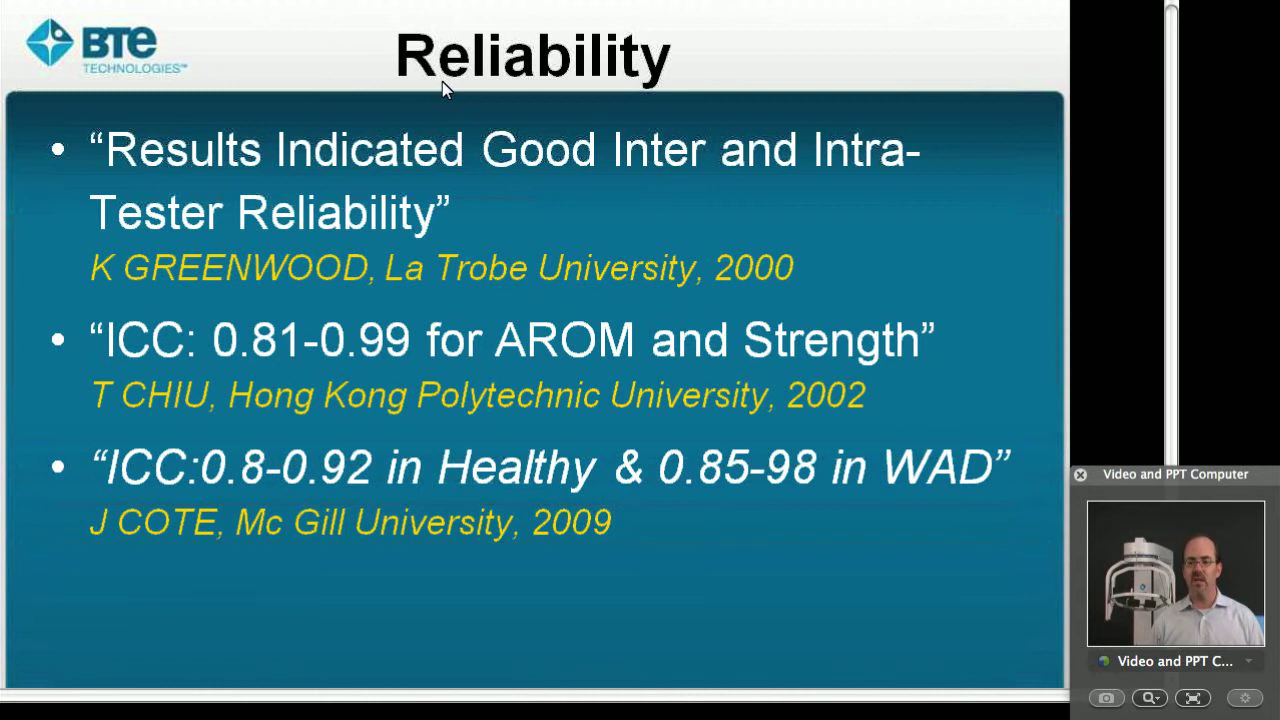 BTE
TECHNOLOGIES™
Reliability
• “Results Indicated Good Inter and Intra-
Tester Reliability”
K GREENWOOD, La Trobe University, 2000
• “ICC: 0.81-0.99 for AROM and Strength”
T CHIU, Hong Kong Polytechnic University, 2002
• “ICC:0.8-0.92 in Healthy & 0.85-98 in WAD”
J COTE, Mc Gill University, 2009
Video and PPT Computer
Video and PPT C...